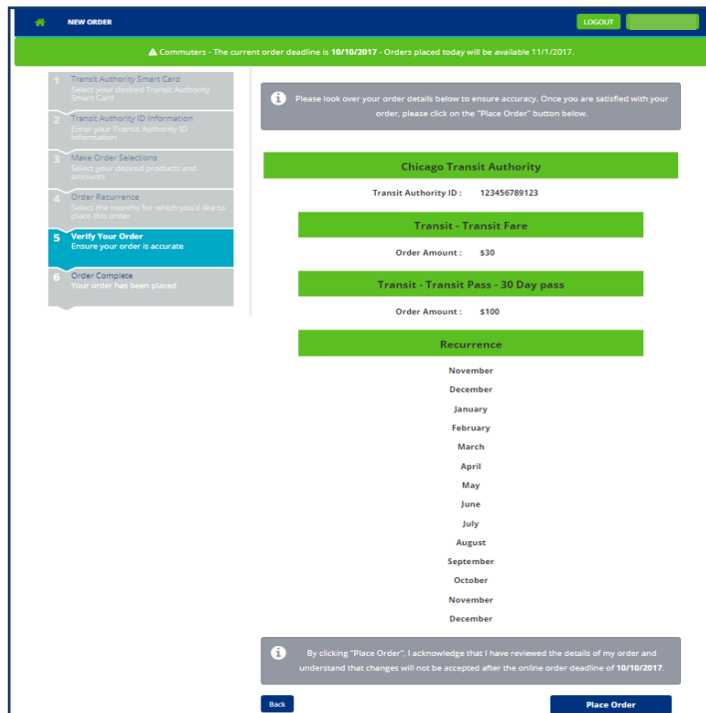 NEW ORDER
LOGOUT
Commuters - The current order deadline is 10/10/2017 - Orders placed today will be available 11/1/2017.
1 Transit Authority Smart Card
Select your desired Transit Authority
Smart Card
2 Transit Authority ID Information
Enter your Transit Authority ID
Information
3 Make Order Selections
Select your desired products and
amounts
4 Order Recurrence
Select the months for which you'd like to
place this order
5 Verify Your Order
Ensure your order is accurate
6 Order Complete
Your order has been placed
Please look over your order details below to ensure accuracy. Once you are satisfied with your
order, please click on the "Place Order" button below.
Chicago Transit Authority
Transit Authority ID : 123456789123
Transit - Transit Fare
Order Amount : $30
Transit - Transit Pass - 30 Day pass
Order Amount : $100
Recurrence
November
December
January
February
March
April
May
June
July
August
September
October
November
December
By clicking "Place Order", I acknowledge that I have reviewed the details of my order and
understand that changes will not be accepted after the online order deadline of 10/10/2017.
Back
Place Order